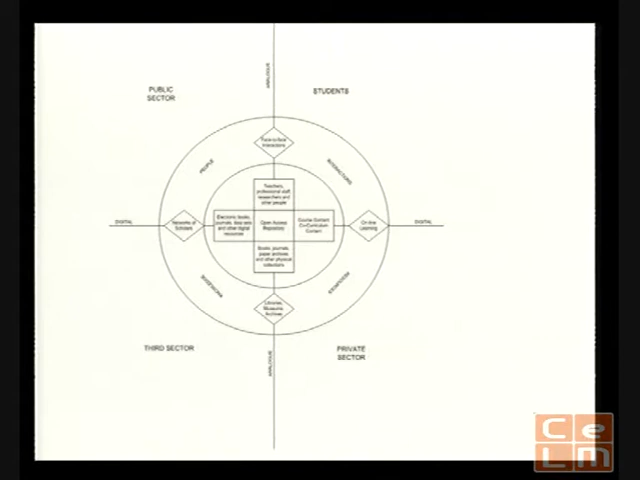 PUBLIC
SECTOR
ANALOGUE
STUDENTS
Face-to-face
Interactions
PEOPLE
INTERACTIONS
Teachers,
professional staff,
researchers and
other people
DIGITAL
Networks of
Scholars
Electronic books,
journals, data sets
and other digital
resources
Open Access
Repository
Course Content
Co-Curriculum
Content
On-line
Learning
DIGITAL
Books, journals,
paper archives
and other physical
collections
Libraries,
Museums,
Archives
THIRD SECTOR
ANALOGUE
PRIVATE
SECTOR
CeLM